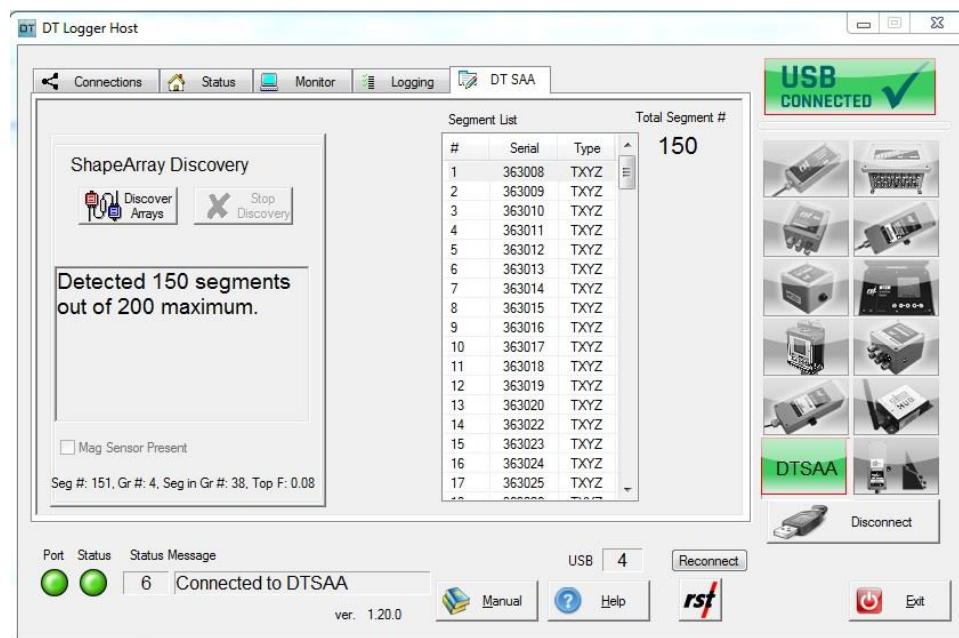 DT DT Logger Host
Connections Status Monitor Logging DT SAA
USB
CONNECTED
ShapeArray Discovery
Discover
Arrays
Stop
Discovery
Detected 150 segments
out of 200 maximum.
Mag Sensor Present
Seg #: 151, Gr #: 4, Seg in Gr #: 38, Top F: 0.08
Segment List
Total Segment #
150
# Serial Type
1 363008 TXYZ
2 363009 TXYZ
3 363010 TXYZ
4 363011 TXYZ
5 363012 TXYZ
6 363013 TXYZ
7 363014 TXYZ
8 363015 TXYZ
9 363016 TXYZ
10 363017 TXYZ
11 363018 TXYZ
12 363019 TXYZ
13 363020 TXYZ
14 363022 TXYZ
15 363023 TXYZ
16 363024 TXYZ
17 363025 TXYZ
DTSAA
Disconnect
Port Status Status Message
6 Connected to DTSAA
ver. 1.20.0
USB 4
Reconnect
Manual
Help
rst
Exit